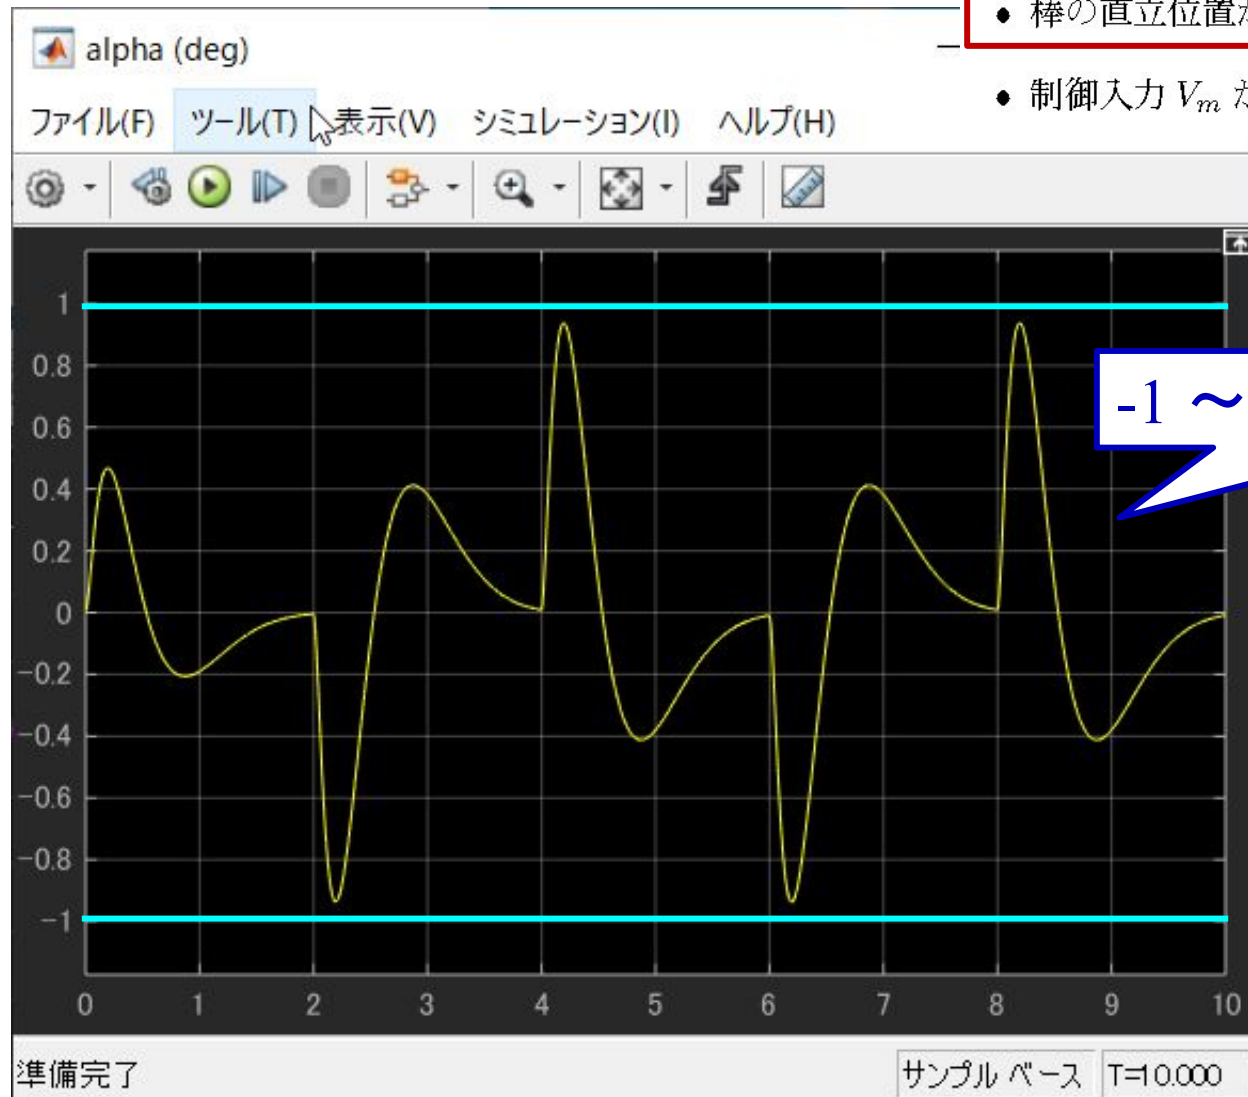 ● 棒の直立位置か
alpha (deg)
● 制御入力 Vm が
ファイル(F) ツール(T) 表示(V) シミュレーション(I) ヘルプ(H)
1
0.8
0.6
0.4
0.2
0
-0.2
-0.4
-0.6
-0.8
-1
-1 ～
0 1 2 3 4 5 6 7 8 9 10
準備完了 サンプル ベース T=10.000